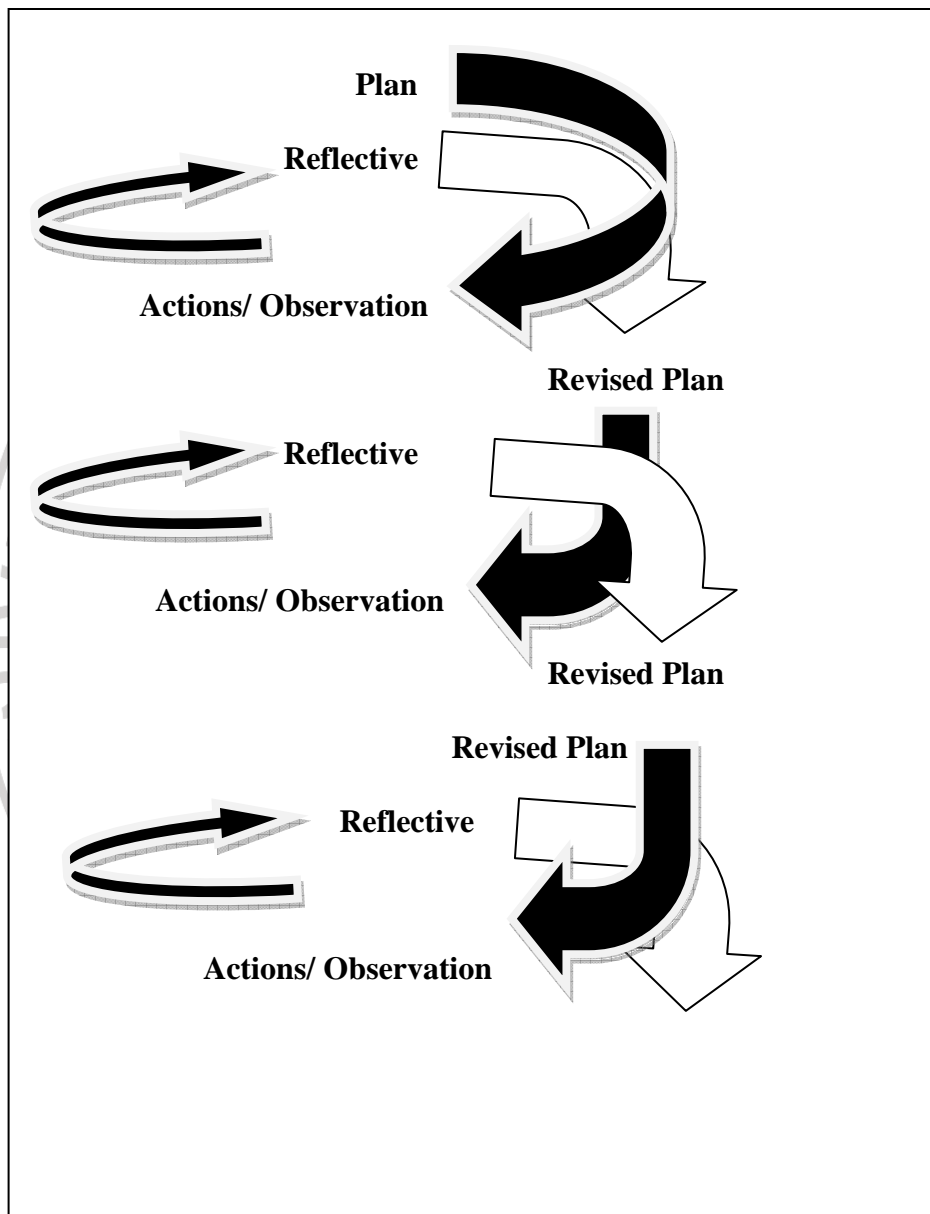 Plan
Reflective
Actions/ Observation
Revised Plan
Reflective
Actions/ Observation
Revised Plan
Revised Plan
Reflective
Actions/ Observation